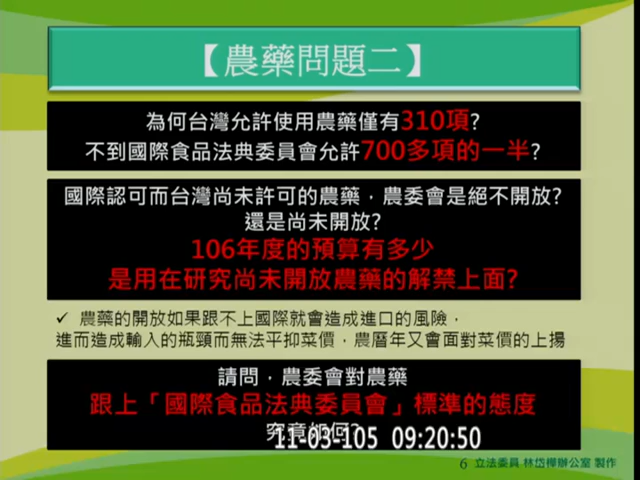 【農藥問題二】
為何台灣允許使用農藥僅有310項?
不到國際食品法典委員會允許700多項的一半?
國際認可而台灣尚未許可的農藥，農委會是絕不開放?
還是尚未開放?
106年度的預算有多少
是用在研究尚未開放農藥的解禁上面?
✓ 農藥的開放如果跟不上國際就會造成進口的風險，
進而造成輸入的瓶頸而無法平抑菜價，農曆年又會面對菜價的上揚
請問，農委會對農藥
跟上「國際食品法典委員會」標準的態度
究竟如何?
11-03-105 09:20:50
6 立法委員 林岱樺辦公室 製作